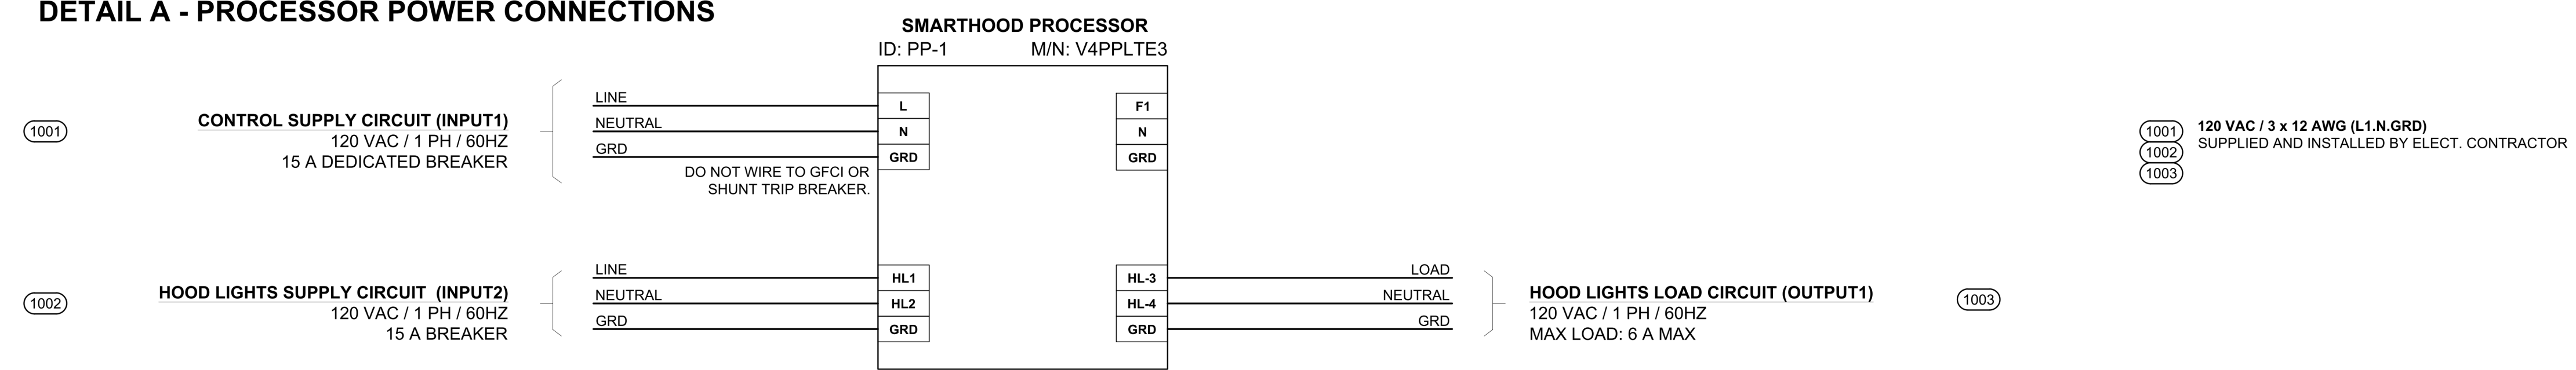 DETAIL A - PROCESSOR POWER CONNECTIONS
SMARTHOOD PROCESSOR
ID: PP-1 M/N: V4PPLTE3
1001
CONTROL SUPPLY CIRCUIT (INPUT1)
120 VAC / 1 PH / 60HZ
15 A DEDICATED BREAKER
LINE
NEUTRAL
GRD
DO NOT WIRE TO GFCI OR
SHUNT TRIP BREAKER.
L
N
GRD
F1
N
GRD
1001
1002
1003
120 VAC / 3 x 12 AWG (L1.N.GRD)
SUPPLIED AND INSTALLED BY ELECT. CONTRACTOR
1002
HOOD LIGHTS SUPPLY CIRCUIT (INPUT2)
120 VAC / 1 PH / 60HZ
15 A BREAKER
LINE
NEUTRAL
GRD
HL1
HL2
GRD
HL-3
HL-4
GRD
LOAD
NEUTRAL
GRD
HOOD LIGHTS LOAD CIRCUIT (OUTPUT1)
120 VAC / 1 PH / 60HZ
MAX LOAD: 6 A MAX
1003